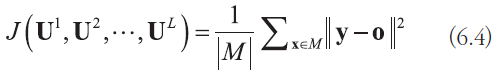 J(U¹, U², ⋯, Uᴸ) = 1/|M| ∑ₓ∈M ‖y – o‖² (6.4)